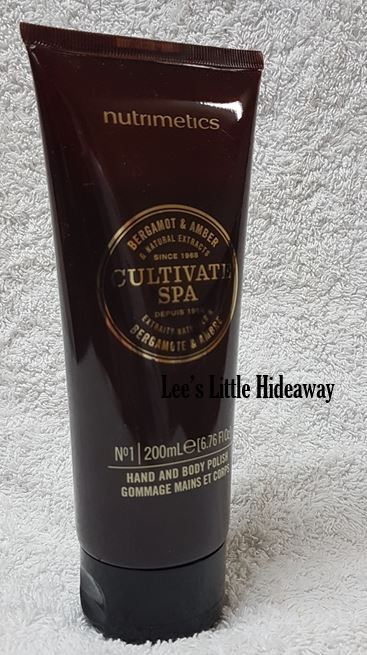 nutrimetics
BERGAMOT & AMBER
& NATURAL EXTRACTS
SINCE 1968
CULTIVATE
SPA
DEPUIS
BERGAMOTE & AMBRE
Lee's Little Hideaway
Nº1 | 200mL℮[6.76 Fl Oz
HAND AND BODY POLISH
GOMMAGE MAINS ET CORPS